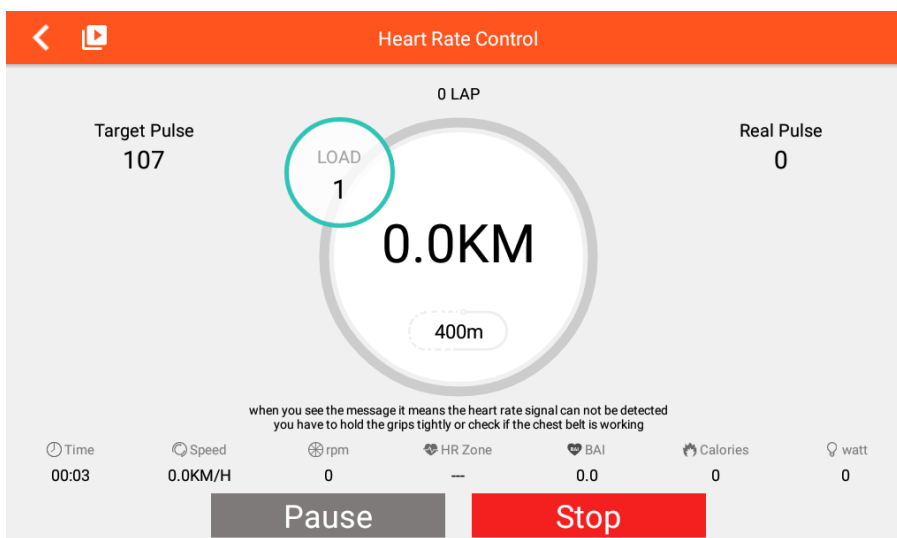 Heart Rate Control
0 LAP
Target Pulse
107
LOAD
1
Real Pulse
0
0.0KM
400m
when you see the message it means the heart rate signal can not be detected
you have to hold the grips tightly or check if the chest belt is working
Time Speed rpm HR Zone BAI Calories watt
00:03 0.0KM/H 0 --- 0.0 0 0
Pause Stop